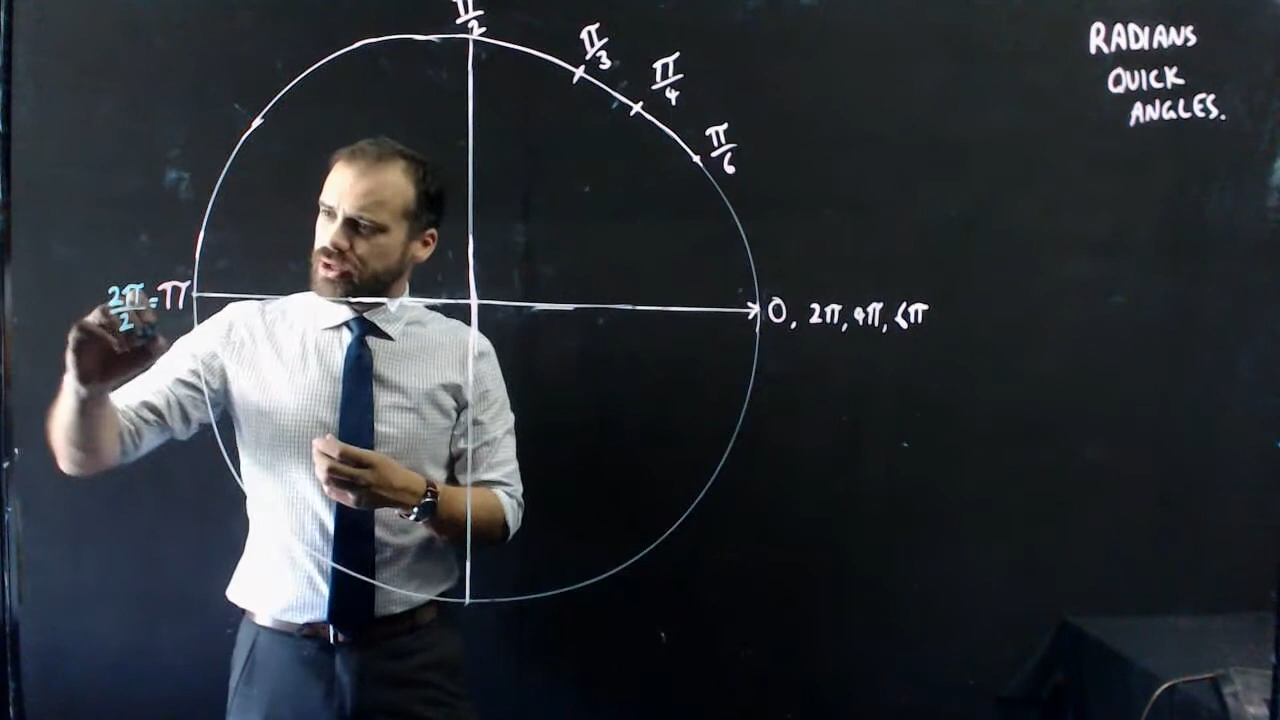 RADIANS
QUICK
ANGLES.
π/2
π/3
π/4
π/6
2π/2 = π
0, 2π, 4π, 6π